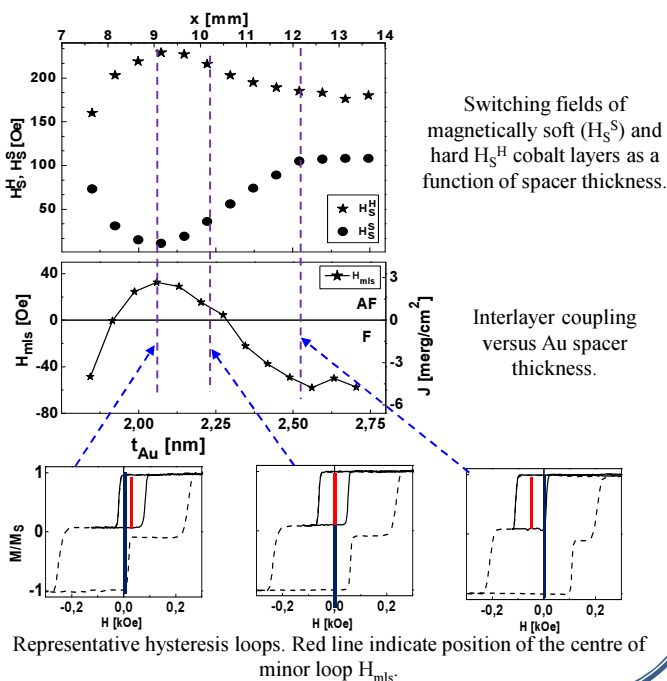 x [mm]
7 8 9 10 11 12 13 14
H_S^H, H_S^S [Oe]
200
150
100
50
H_S^H
H_S^S
Switching fields of
magnetically soft (H_S^S) and
hard H_S^H cobalt layers as a
function of spacer thickness.
H_mls [Oe]
40
0
-40
-80
H_mls
AF
F
3
0
-3
-6
J [merg/cm^2]
2,00 2,25 2,50 2,75
t_Au [nm]
Interlayer coupling
versus Au spacer
thickness.
M/M_S
1
0
-1
-0,2 0,0 0,2
H [kOe]
-0,2 0,0 0,2
H [kOe]
-0,2 0,0 0,2
H [kOe]
Representative hysteresis loops. Red line indicate position of the centre of
minor loop H_mls.